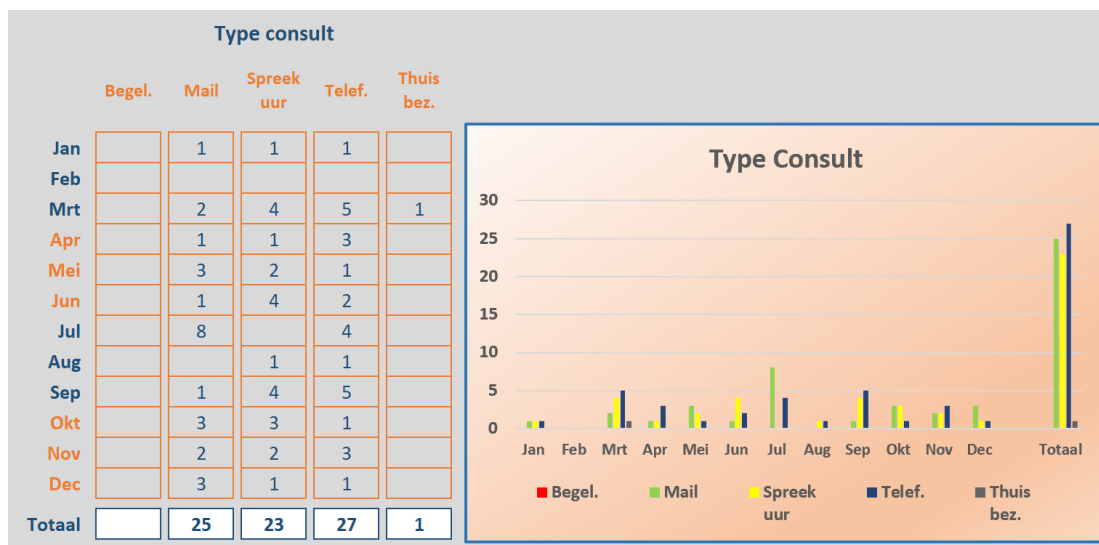 Type consult
Begel. Mail Spreek uur Telef. Thuis bez.
Jan 1 1 1
Feb
Mrt 2 4 5 1
Apr 1 1 3
Mei 3 2 1
Jun 1 4 2
Jul 8 4
Aug 1 1
Sep 1 4 5
Okt 3 3 1
Nov 2 2 3
Dec 3 1 1
Totaal 25 23 27 1
Type Consult
30
25
20
15
10
5
0
Jan Feb Mrt Apr Mei Jun Jul Aug Sep Okt Nov Dec Totaal
Begel. Mail Spreek uur Telef. Thuis bez.